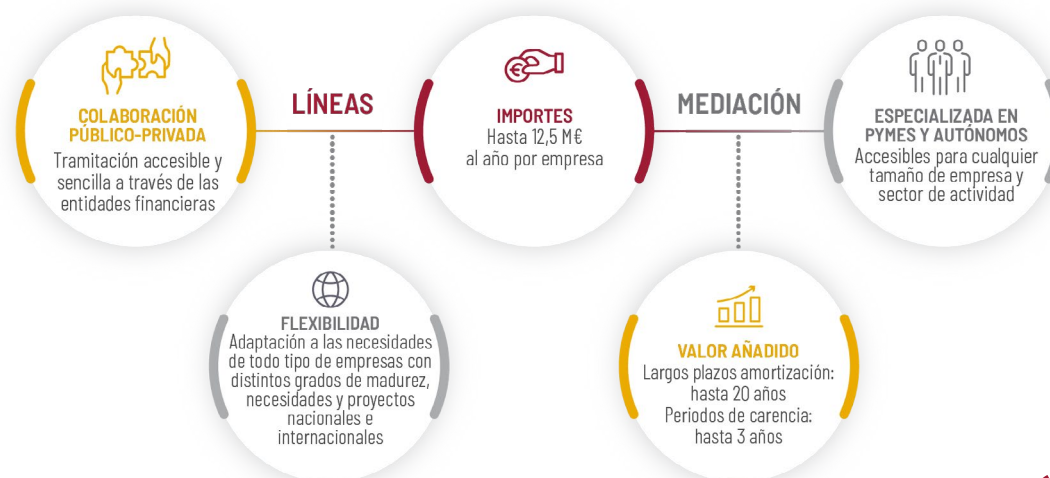 COLABORACIÓN
PÚBLICO-PRIVADA
Tramitación accesible y
sencilla a través de las
entidades financieras
LÍNEAS
€
IMPORTES
Hasta 12,5 M€
al año por empresa
MEDIACIÓN
ESPECIALIZADA EN
PYMES Y AUTÓNOMOS
Accesibles para cualquier
tamaño de empresa y
sector de actividad
FLEXIBILIDAD
Adaptación a las necesidades
de todo tipo de empresas con
distintos grados de madurez,
necesidades y proyectos
nacionales e
internacionales
VALOR AÑADIDO
Largos plazos amortización:
hasta 20 años
Periodos de carencia:
hasta 3 años